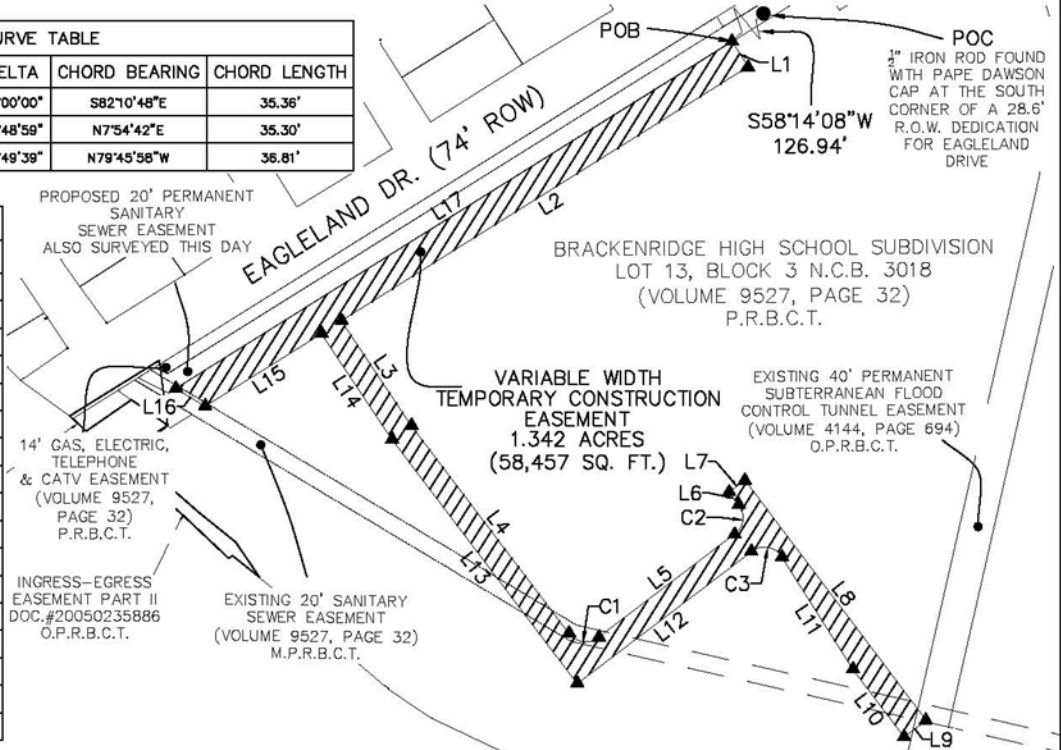 URVE TABLE
ELTA CHORD BEARING CHORD LENGTH
°00'00" S82°10'48"E 35.36'
°48'59" N7°54'42"E 35.30'
°49'39" N79°45'58"W 36.81'
POB
POC
½" IRON ROD FOUND
WITH PAPE DAWSON
CAP AT THE SOUTH
CORNER OF A 28.6'
R.O.W. DEDICATION
FOR EAGLELAND
DRIVE
L1
S58°14'08"W
126.94'
PROPOSED 20' PERMANENT
SANITARY
SEWER EASEMENT
ALSO SURVEYED THIS DAY
EAGLELAND DR. (74' ROW)
L17
L2
BRACKENRIDGE HIGH SCHOOL SUBDIVISION
LOT 13, BLOCK 3 N.C.B. 3018
(VOLUME 9527, PAGE 32)
P.R.B.C.T.
L3
L14
L15
L16
VARIABLE WIDTH
TEMPORARY CONSTRUCTION
EASEMENT
1.342 ACRES
(58,457 SQ. FT.)
EXISTING 40' PERMANENT
SUBTERRANEAN FLOOD
CONTROL TUNNEL EASEMENT
(VOLUME 4144, PAGE 694)
O.P.R.B.C.T.
14' GAS, ELECTRIC,
TELEPHONE
& CATV EASEMENT
(VOLUME 9527,
PAGE 32)
P.R.B.C.T.
L7
L6
C2
L4
L13
L5
C3
C1
L12
L8
L11
INGRESS-EGRESS
EASEMENT PART II
DOC.#20050235886
O.P.R.B.C.T.
EXISTING 20' SANITARY
SEWER EASEMENT
(VOLUME 9527, PAGE 32)
M.P.R.B.C.T.
L10
L9